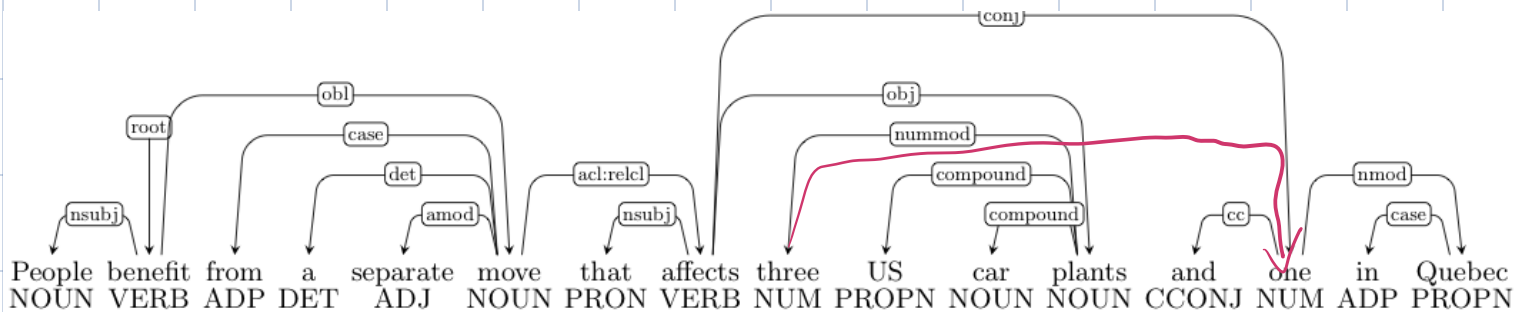 conj
obl obj
root case nummod
det acl:relcl compound nmod
nsubj amod nsubj compound cc case
People benefit from a separate move that affects three US car plants and one in Quebec
NOUN VERB ADP DET ADJ NOUN PRON VERB NUM PROPN NOUN NOUN CCONJ NUM ADP PROPN